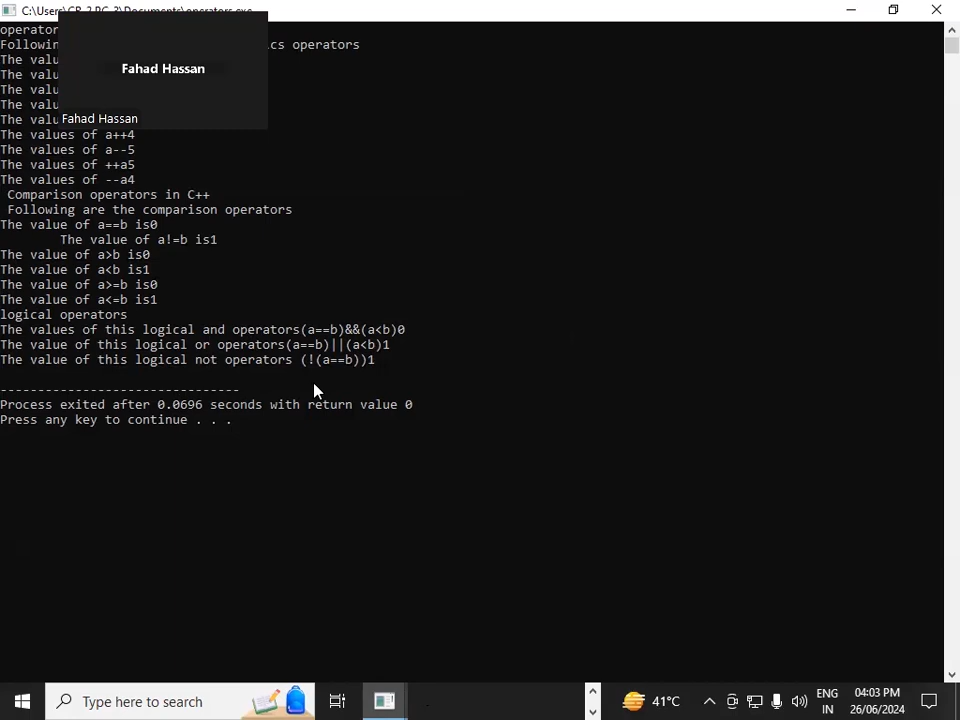 C:\Users\CR-2 PC-3\Documents\operators.exe
operator
Followin
cs operators
The valu
The valu
The valu
The valu
The valu
Fahad Hassan
Fahad Hassan
The values of a++4
The values of a--5
The values of ++a5
The values of --a4
Comparison operators in C++
Following are the comparison operators
The value of a==b is0
The value of a!=b is1
The value of a>b is0
The value of a<b is1
The value of a>=b is0
The value of a<=b is1
logical operators
The values of this logical and operators(a==b)&&(a<b)0
The value of this logical or operators(a==b)||(a<b)1
The value of this logical not operators (!(a==b))1
--------------------------------
Process exited after 0.0696 seconds with return value 0
Press any key to continue . . .
Type here to search
41°C
ENG
IN
04:03 PM
26/06/2024